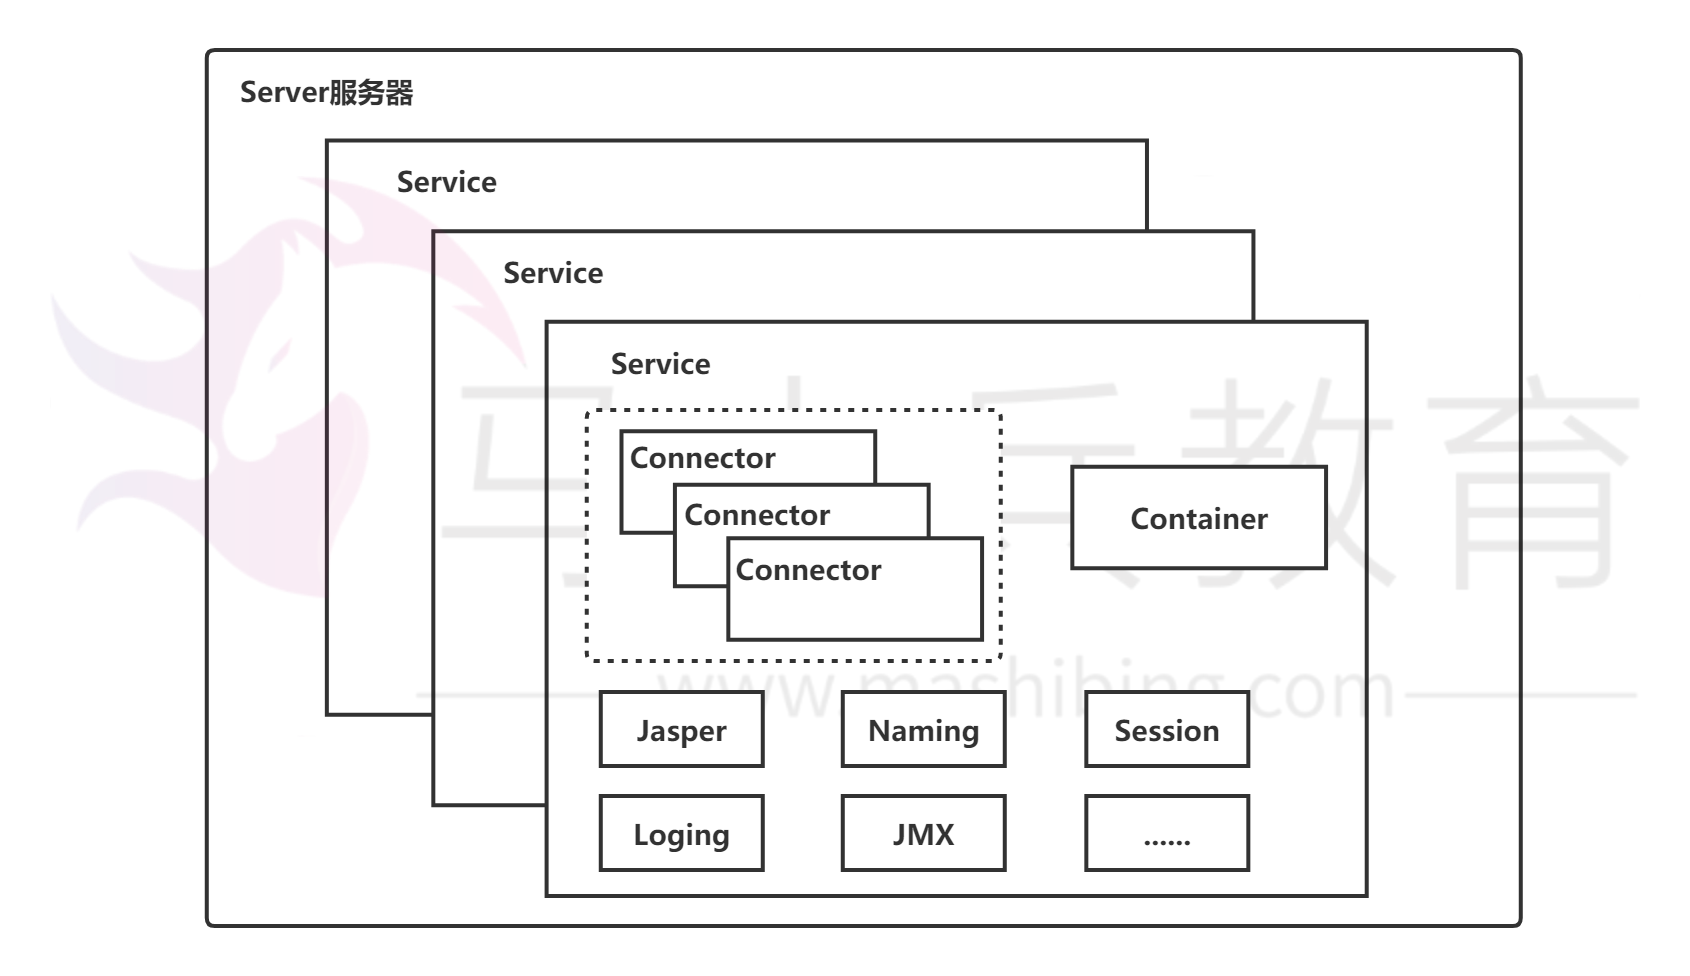 Server服务器
Service
Service
Service
Connector
Connector
Connector
Container
Jasper
Naming
Session
Loging
JMX
......
马士兵教育
www.mashibing.com